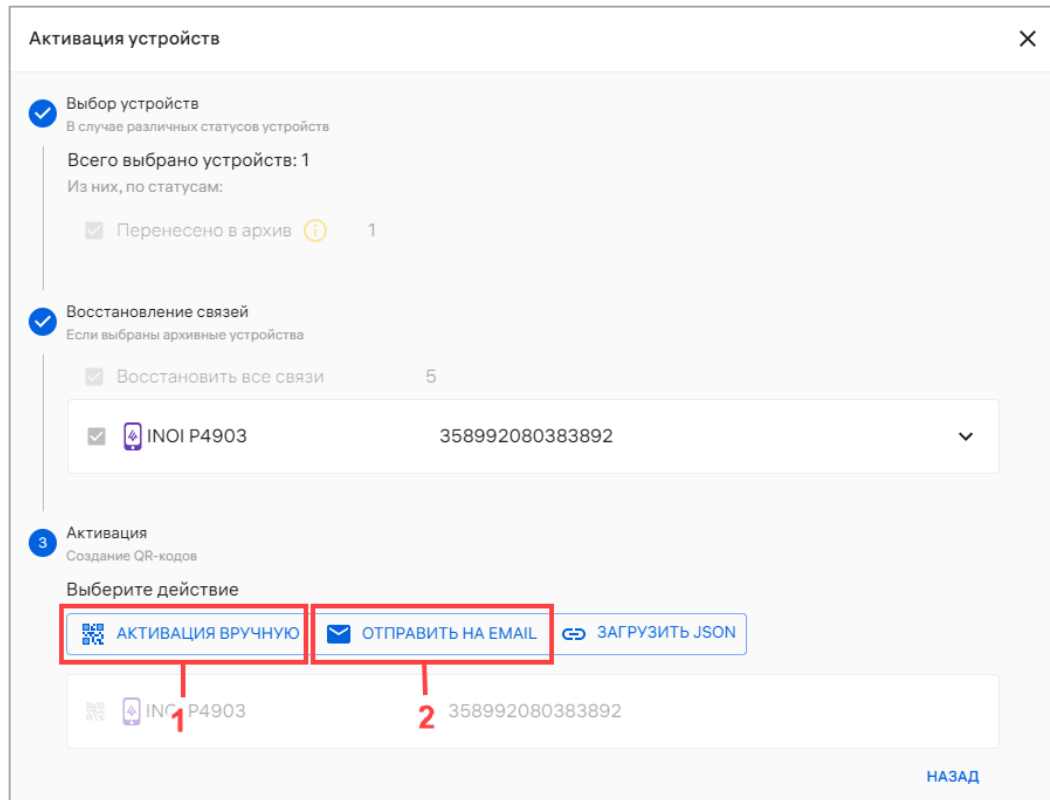 Активация устройств
Выбор устройств
В случае различных статусов устройств
Всего выбрано устройств: 1
Из них, по статусам:
Перенесено в архив 1
Восстановление связей
Если выбраны архивные устройства
Восстановить все связи 5
INOI P4903 358992080383892
3 Активация
Создание QR-кодов
Выберите действие
АКТИВАЦИЯ ВРУЧНУЮ ОТПРАВИТЬ НА EMAIL ЗАГРУЗИТЬ JSON
INOI P4903 358992080383892
1 2
НАЗАД